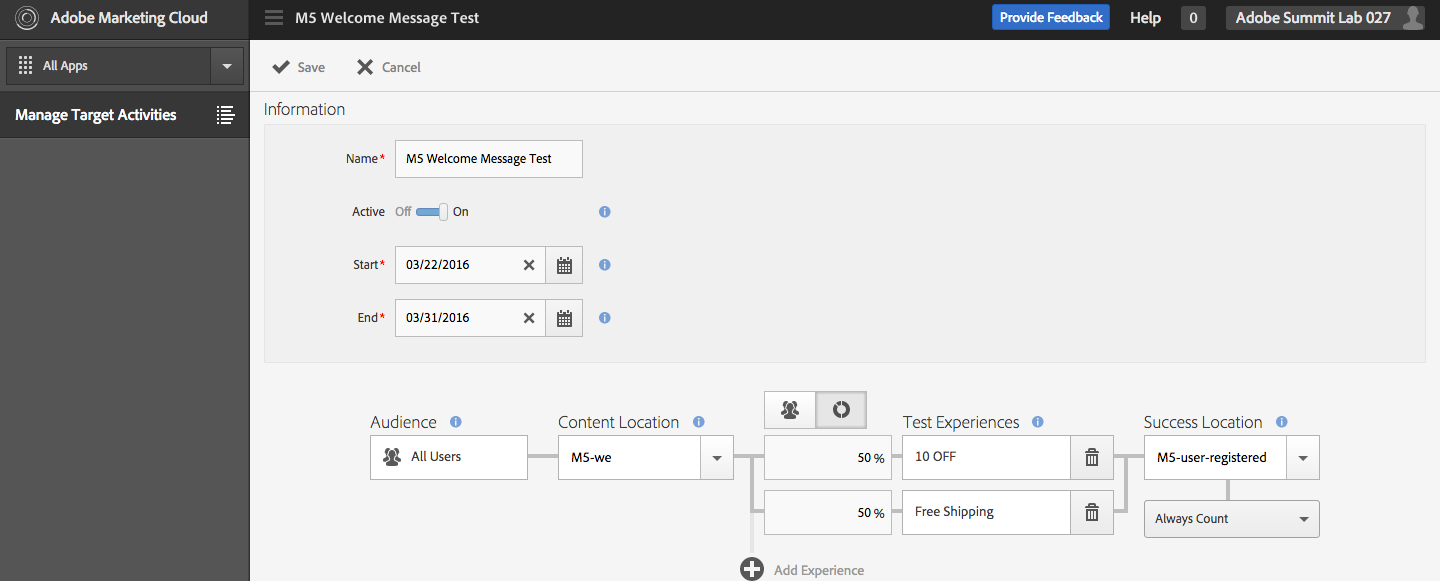 Adobe Marketing Cloud
M5 Welcome Message Test
Provide Feedback
Help
0
Adobe Summit Lab 027
All Apps
Save
Cancel
Manage Target Activities
Information
Name* M5 Welcome Message Test
Active Off On
Start* 03/22/2016
End* 03/31/2016
Audience
Content Location
Test Experiences
Success Location
All Users
M5-we
50 %
10 OFF
M5-user-registered
50 %
Free Shipping
Always Count
Add Experience